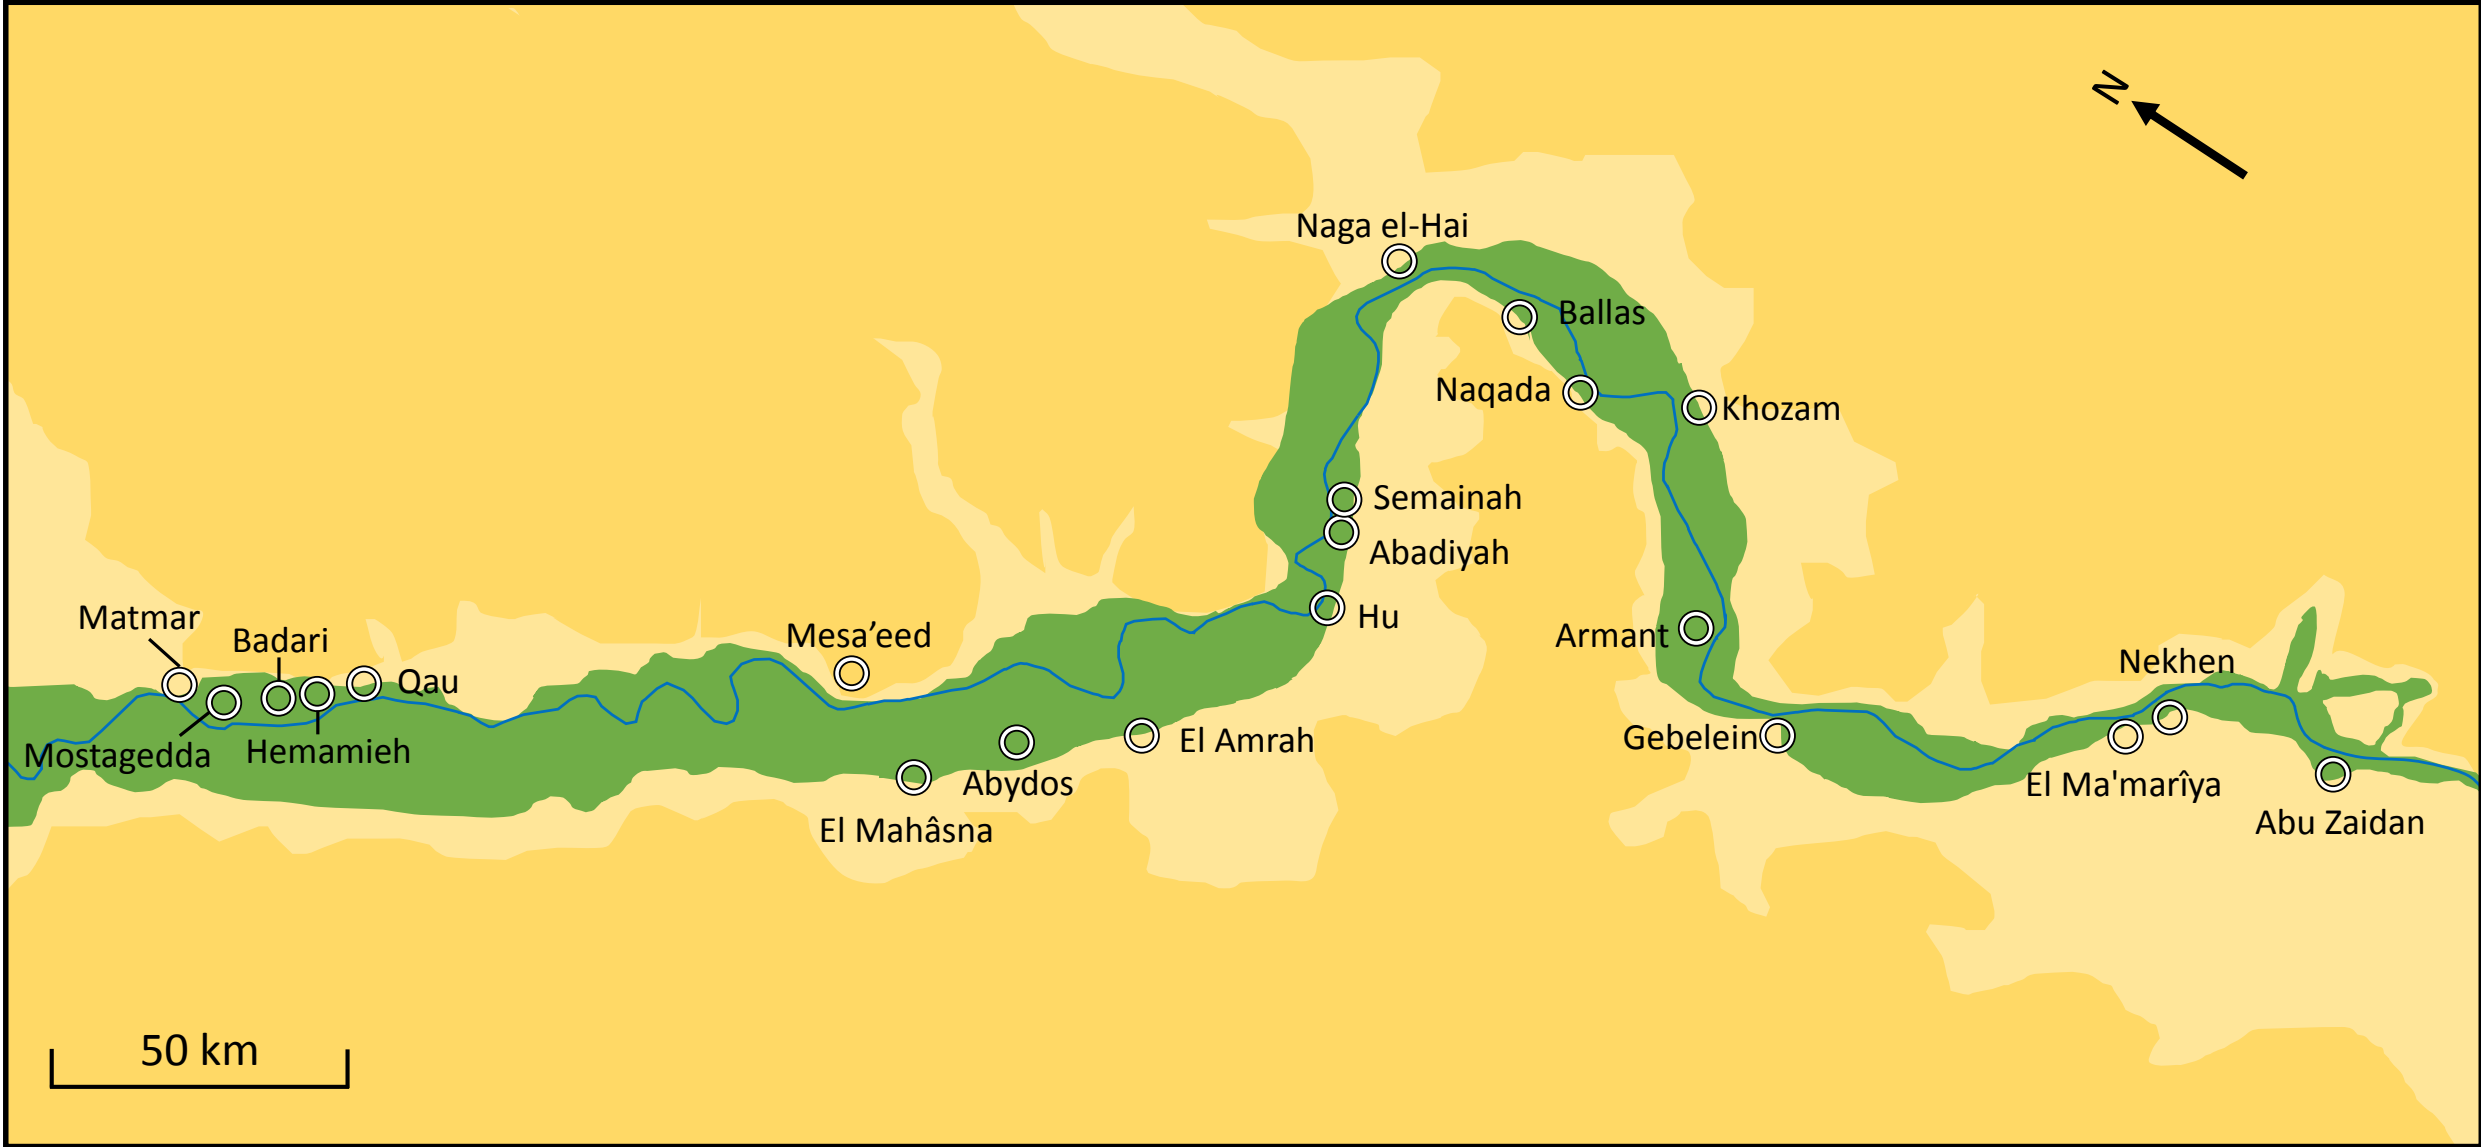 N
Naga el-Hai
Ballas
Naqada
Khozam
Semainah
Abadiyah
Matmar
Badari
Mesa’eed
Hu
Armant
Nekhen
Qau
Mostagedda
Hemamieh
El Amrah
Gebelein
Abydos
El Ma'marîya
El Mahâsna
Abu Zaidan
50 km